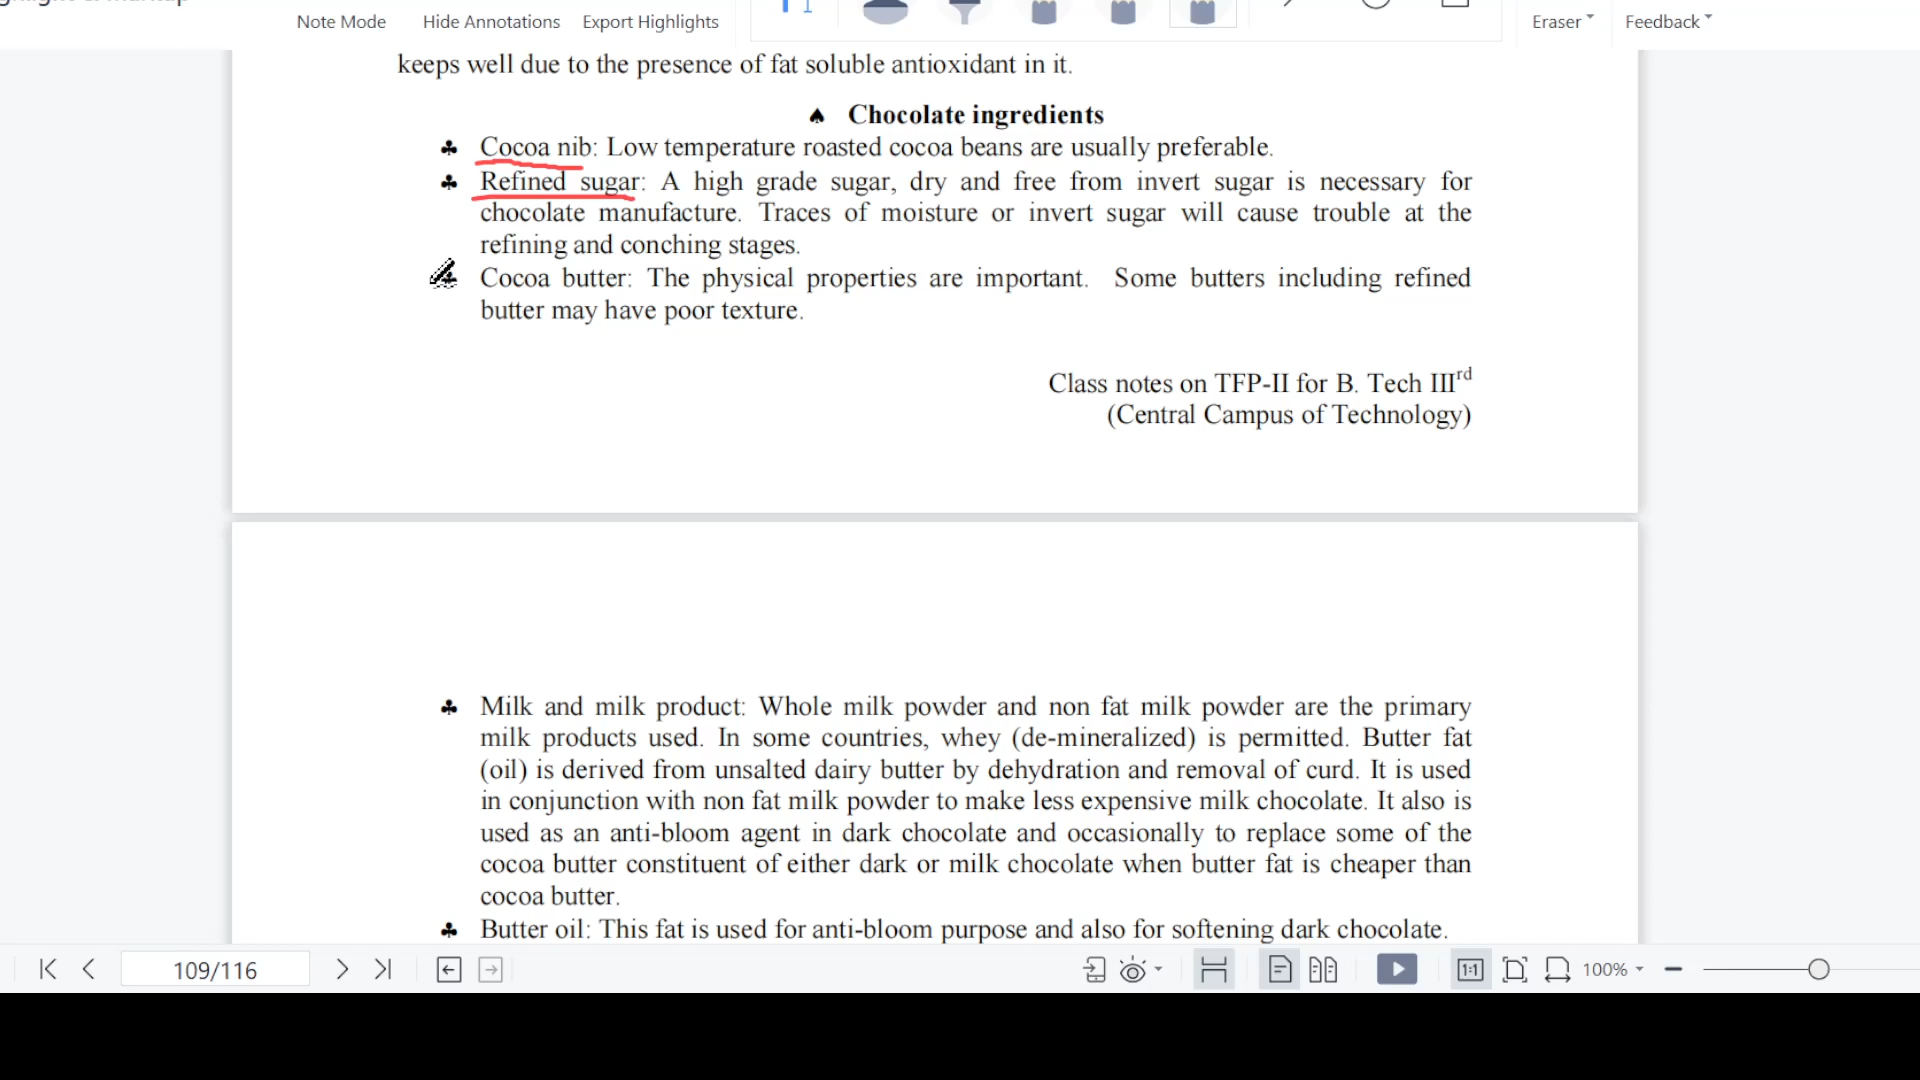 Note Mode Hide Annotations Export Highlights Eraser Feedback
keeps well due to the presence of fat soluble antioxidant in it.
♠ Chocolate ingredients
♣ Cocoa nib: Low temperature roasted cocoa beans are usually preferable.
♣ Refined sugar: A high grade sugar, dry and free from invert sugar is necessary for
chocolate manufacture. Traces of moisture or invert sugar will cause trouble at the
refining and conching stages.
Cocoa butter: The physical properties are important. Some butters including refined
butter may have poor texture.
Class notes on TFP-II for B. Tech IIIrd
(Central Campus of Technology)
♣ Milk and milk product: Whole milk powder and non fat milk powder are the primary
milk products used. In some countries, whey (de-mineralized) is permitted. Butter fat
(oil) is derived from unsalted dairy butter by dehydration and removal of curd. It is used
in conjunction with non fat milk powder to make less expensive milk chocolate. It also is
used as an anti-bloom agent in dark chocolate and occasionally to replace some of the
cocoa butter constituent of either dark or milk chocolate when butter fat is cheaper than
cocoa butter.
♣ Butter oil: This fat is used for anti-bloom purpose and also for softening dark chocolate.
109/116 1:1 100%